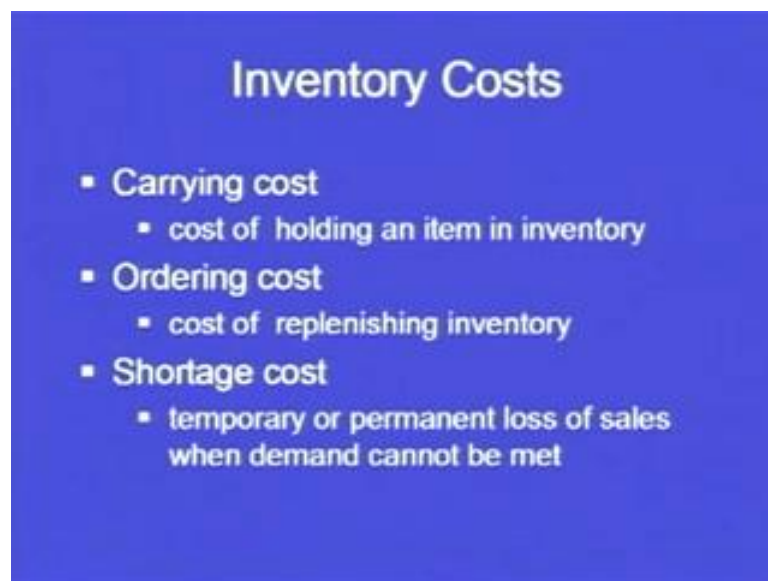 Inventory Costs
▪ Carrying cost
▪ cost of holding an item in inventory
▪ Ordering cost
▪ cost of replenishing inventory
▪ Shortage cost
▪ temporary or permanent loss of sales
when demand cannot be met